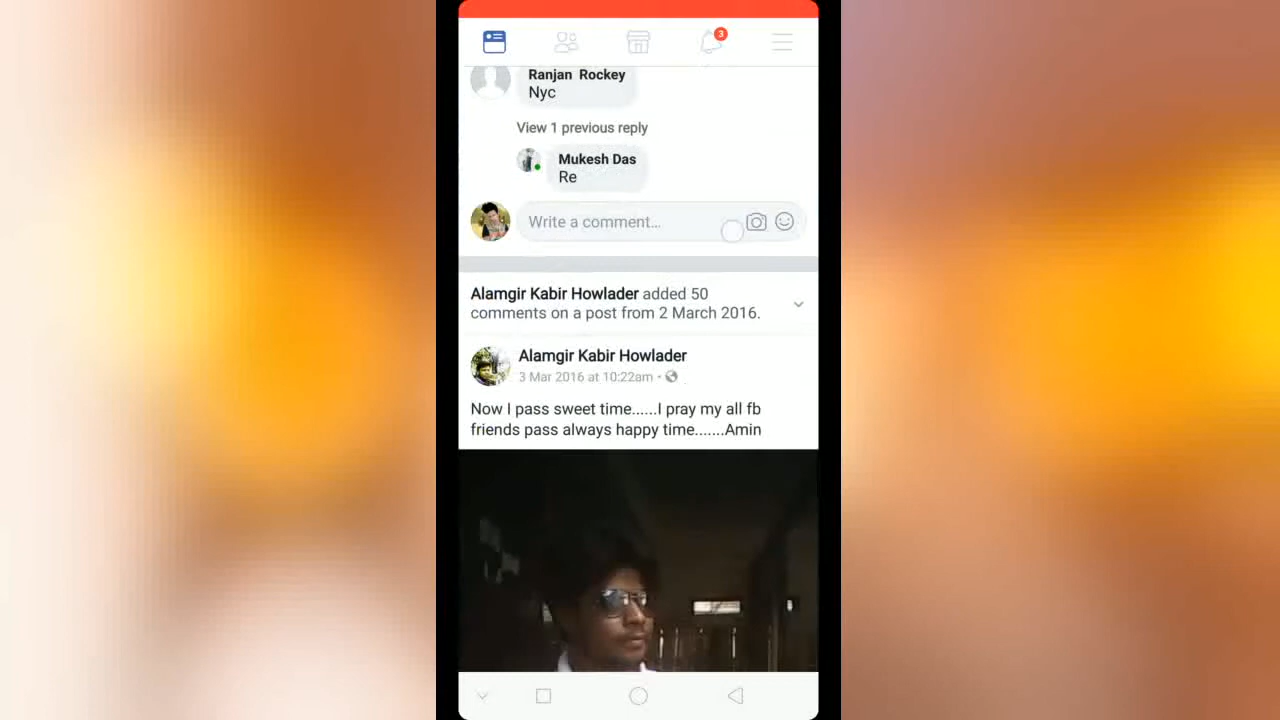 3
Ranjan Rockey
Nyc
View 1 previous reply
Mukesh Das
Re
Write a comment...
Alamgir Kabir Howlader added 50
comments on a post from 2 March 2016.
Alamgir Kabir Howlader
3 Mar 2016 at 10:22am •
Now I pass sweet time......I pray my all fb
friends pass always happy time.......Amin